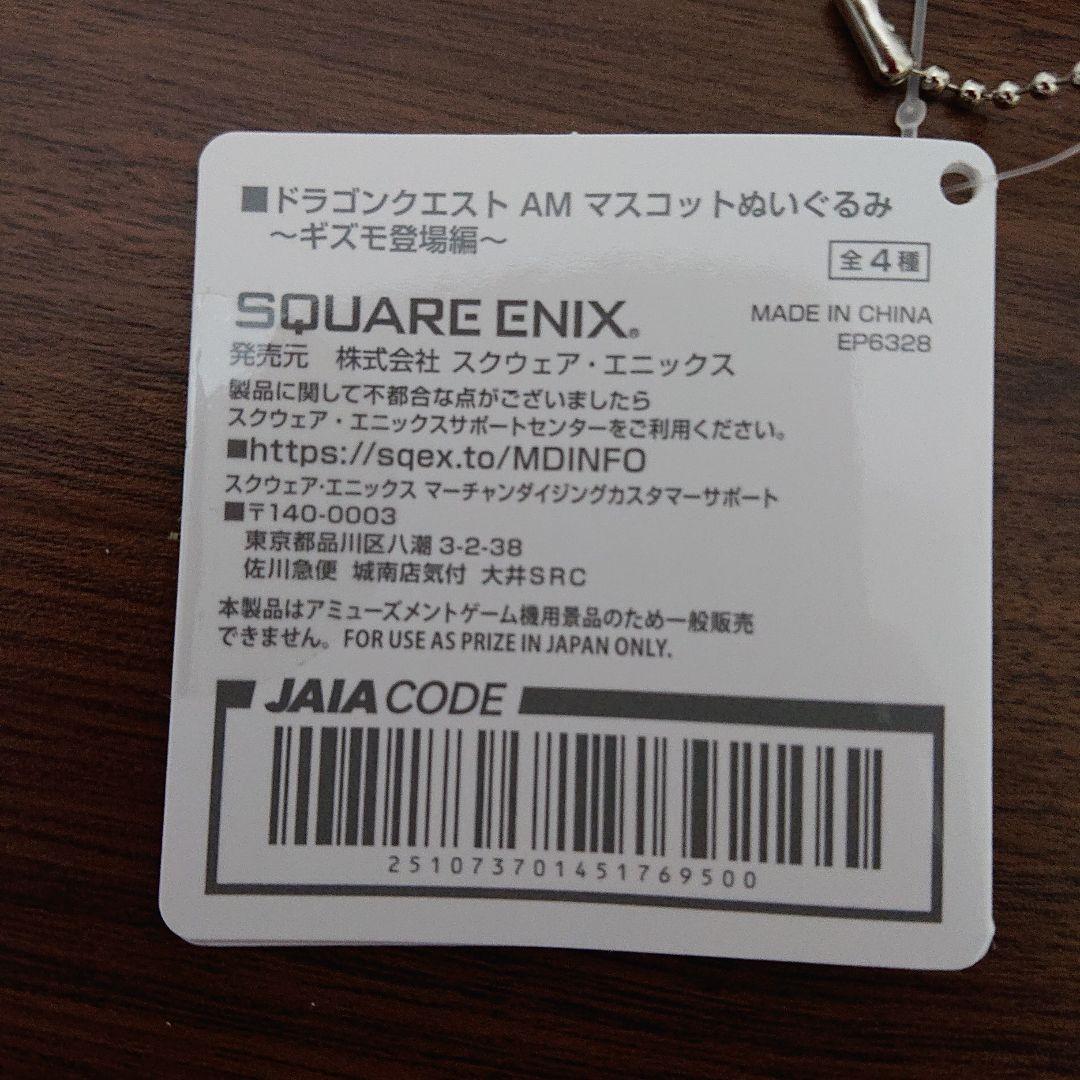 ■ドラゴンクエスト AM マスコットぬいぐるみ
～ギズモ登場編～
全4種
SQUARE ENIX®
MADE IN CHINA
EP6328
発売元　株式会社 スクウェア・エニックス
製品に関して不都合な点がございましたら
スクウェア・エニックスサポートセンターをご利用ください。
■https://sqex.to/MDINFO
スクウェア・エニックス マーチャンダイジングカスタマーサポート
■〒140-0003
東京都品川区八潮 3-2-38
佐川急便 城南店気付 大井SRC
本製品はアミューズメントゲーム機用景品のため一般販売
できません。FOR USE AS PRIZE IN JAPAN ONLY.
JAIA CODE
251073701451769500